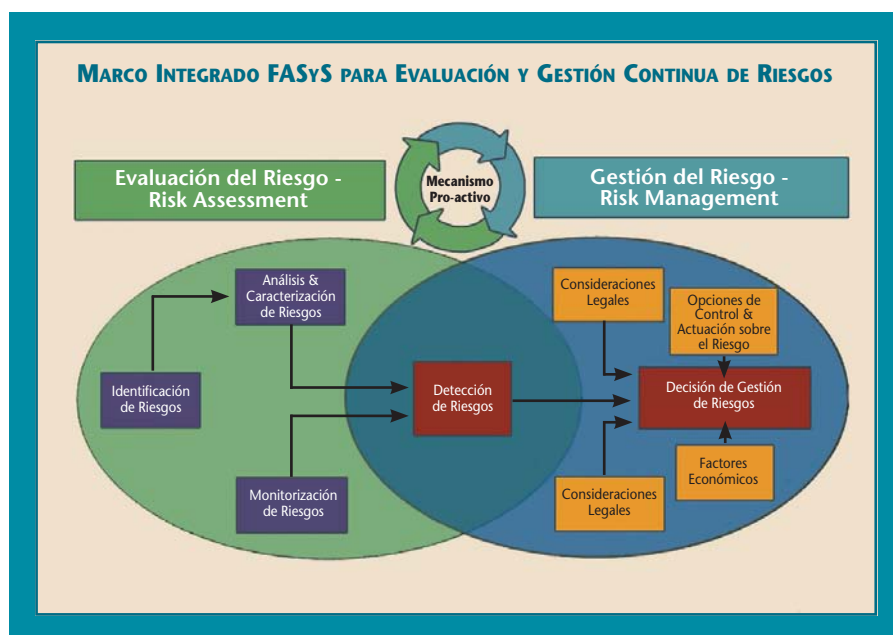 MARCO INTEGRADO FASYS PARA EVALUACIÓN Y GESTIÓN CONTINUA DE RIESGOS
Evaluación del Riesgo -
Risk Assessment
Mecanismo
Pro-activo
Gestión del Riesgo -
Risk Management
Análisis &
Caracterización
de Riesgos
Identificación
de Riesgos
Monitorización
de Riesgos
Detección
de Riesgos
Consideraciones
Legales
Opciones de
Control &
Actuación sobre
el Riesgo
Decisión de Gestión
de Riesgos
Factores
Económicos
Consideraciones
Legales